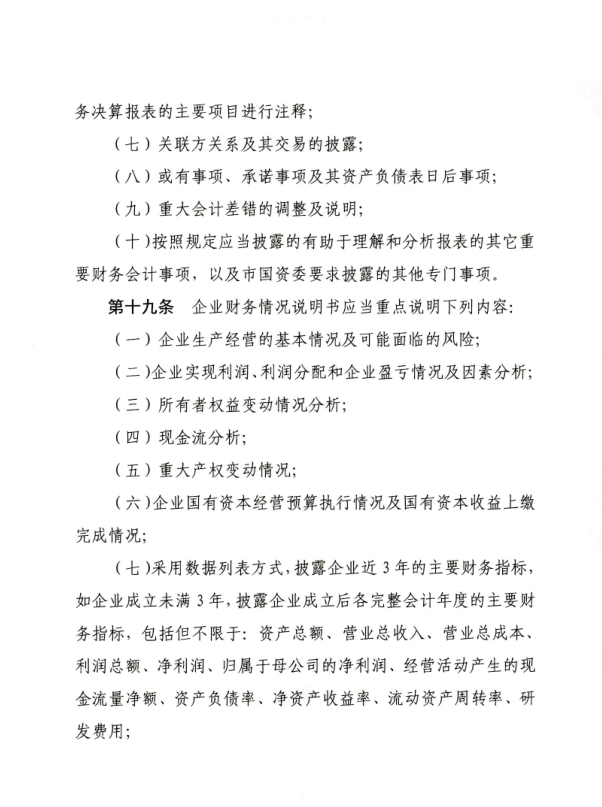 务决算报表的主要项目进行注释；
（七）关联方关系及其交易的披露；
（八）或有事项、承诺事项及其资产负债表日后事项；
（九）重大会计差错的调整及说明；
（十）按照规定应当披露的有助于理解和分析报表的其它重
要财务会计事项，以及市国资委要求披露的其他专门事项。
第十九条　企业财务情况说明书应当重点说明下列内容：
（一）企业生产经营的基本情况及可能面临的风险；
（二）企业实现利润、利润分配和企业盈亏情况及因素分析；
（三）所有者权益变动情况分析；
（四）现金流分析；
（五）重大产权变动情况；
（六）企业国有资本经营预算执行情况及国有资本收益上缴
完成情况；
（七）采用数据列表方式，披露企业近 3 年的主要财务指标，
如企业成立未满 3 年，披露企业成立后各完整会计年度的主要财
务指标，包括但不限于：资产总额、营业总收入、营业总成本、
利润总额、净利润、归属于母公司的净利润、经营活动产生的现
金流量净额、资产负债率、净资产收益率、流动资产周转率、研
发费用；